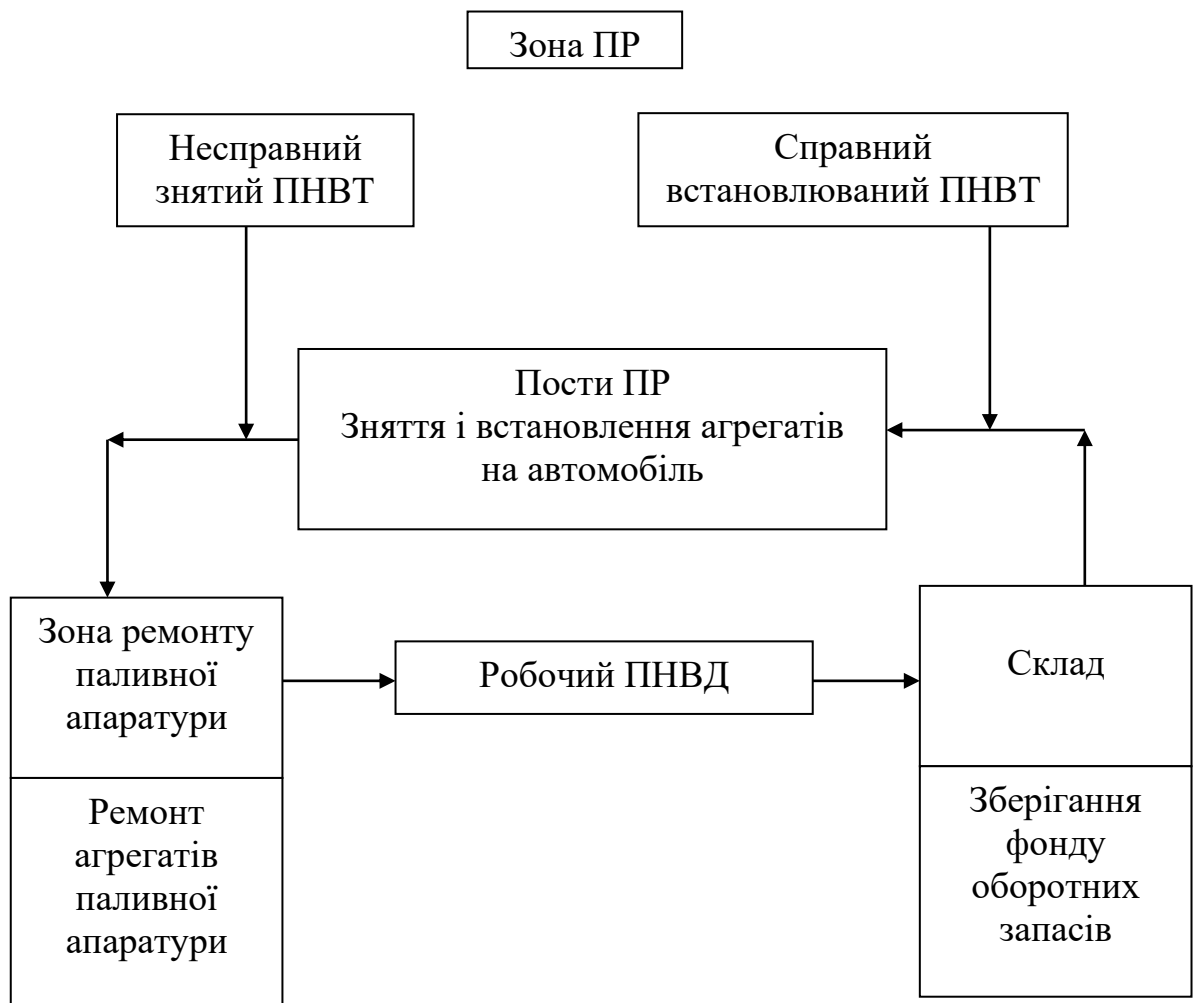 Зона ПР
Несправний
знятий ПНВТ
Справний
встановлюваний ПНВТ
Пости ПР
Зняття і встановлення агрегатів
на автомобіль
Зона ремонту
паливної
апаратури
Робочий ПНВД
Склад
Ремонт
агрегатів
паливної
апаратури
Зберігання
фонду
оборотних
запасів